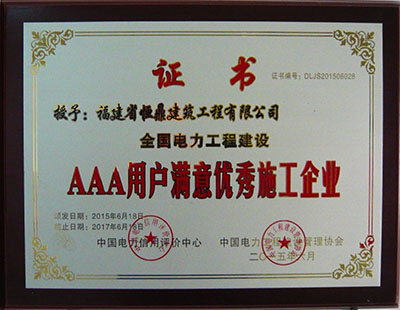 证书
证书编号：DLJS201506028
授予：福建省恒鼎建筑工程有限公司
全国电力工程建设
AAA用户满意优秀施工企业
颁发日期：2015年6月18日
截止日期：2017年6月18日
中国电力信用评价中心 中国电力工程 管理协会
二〇一五年六月